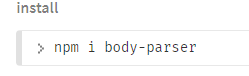 install
> npm i body-parser